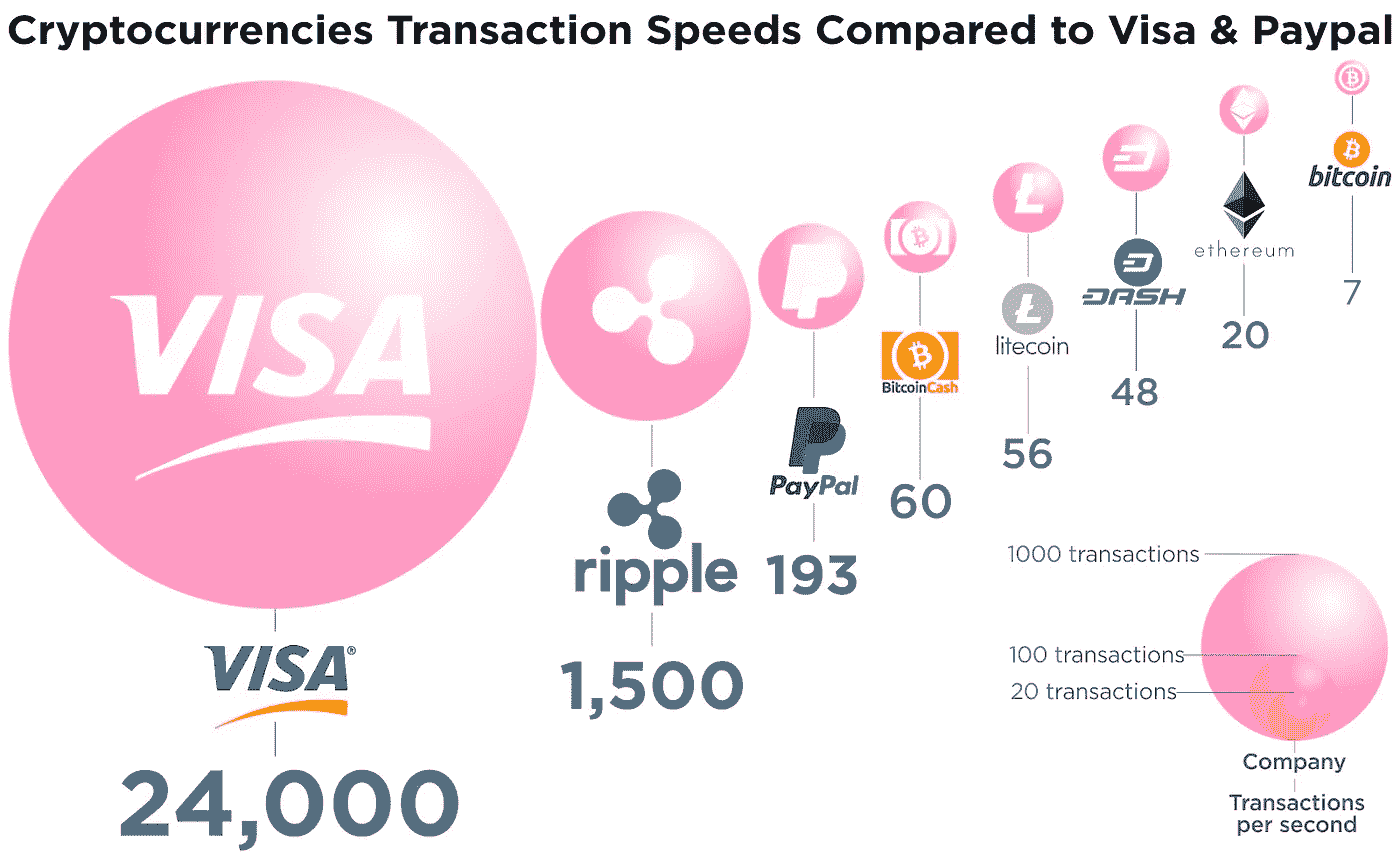 Cryptocurrencies Transaction Speeds Compared to Visa & Paypal
VISA
VISA®
24,000
ripple
1,500
PayPal
193
BitcoinCash
60
litecoin
56
DASH
48
ethereum
20
bitcoin
7
1000 transactions
100 transactions
20 transactions
Company
Transactions
per second